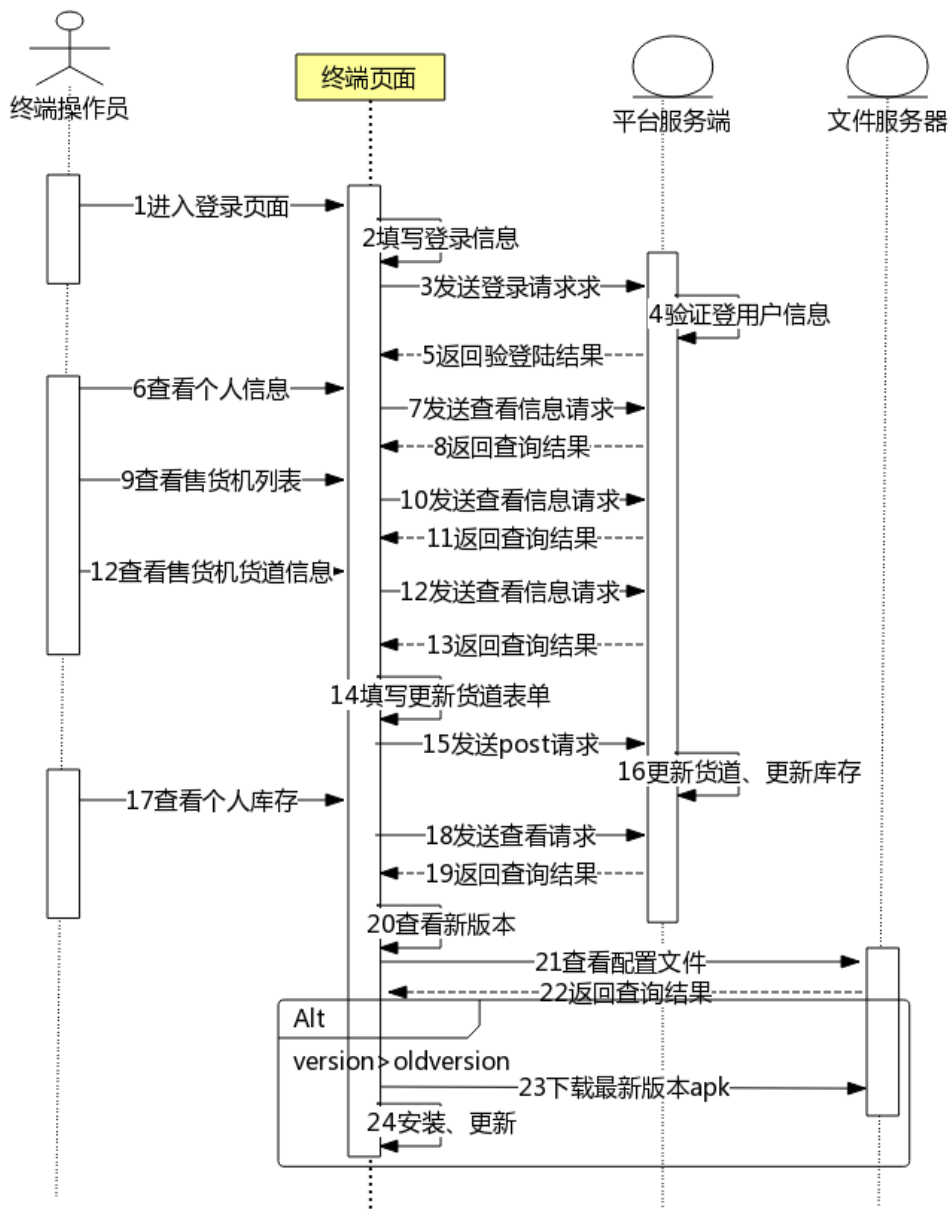 终端操作员
终端页面
平台服务端
文件服务器
1进入登录页面
2填写登录信息
3发送登录请求求
4验证登用户信息
5返回验登陆结果
6查看个人信息
7发送查看信息请求
8返回查询结果
9查看售货机列表
10发送查看信息请求
11返回查询结果
12查看售货机货道信息
12发送查看信息请求
13返回查询结果
14填写更新货道表单
15发送post请求
16更新货道、更新库存
17查看个人库存
18发送查看请求
19返回查询结果
20查看新版本
21查看配置文件
22返回查询结果
Alt
version>oldversion
23下载最新版本apk
24安装、更新